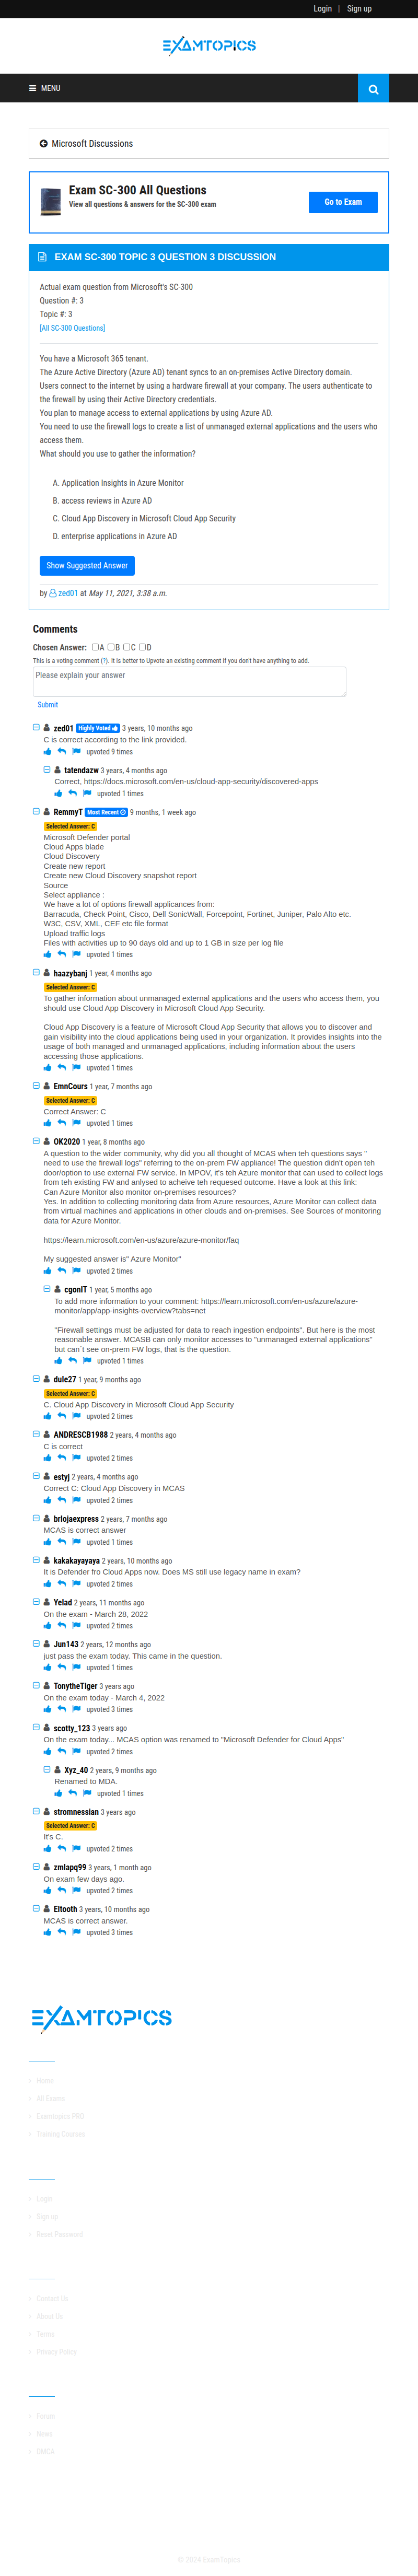 Login | Sign up
EXAMTOPICS
MENU
Microsoft Discussions
Exam SC-300 All Questions
View all questions & answers for the SC-300 exam
Go to Exam
EXAM SC-300 TOPIC 3 QUESTION 3 DISCUSSION
Actual exam question from Microsoft's SC-300
Question #: 3
Topic #: 3
[All SC-300 Questions]
You have a Microsoft 365 tenant.
The Azure Active Directory (Azure AD) tenant syncs to an on-premises Active Directory domain.
Users connect to the internet by using a hardware firewall at your company. The users authenticate to
the firewall by using their Active Directory credentials.
You plan to manage access to external applications by using Azure AD.
You need to use the firewall logs to create a list of unmanaged external applications and the users who
access them.
What should you use to gather the information?
A. Application Insights in Azure Monitor
B. access reviews in Azure AD
C. Cloud App Discovery in Microsoft Cloud App Security
D. enterprise applications in Azure AD
Show Suggested Answer
by zed01 at May 11, 2021, 3:38 a.m.
Comments
Chosen Answer: A B C D
This is a voting comment (?). It is better to Upvote an existing comment if you don't have anything to add.
Please explain your answer
Submit
zed01 Highly Voted 3 years, 10 months ago
C is correct according to the link provided.
upvoted 9 times
tatendazw 3 years, 4 months ago
Correct, https://docs.microsoft.com/en-us/cloud-app-security/discovered-apps
upvoted 1 times
RemmyT Most Recent 9 months, 1 week ago
Selected Answer: C
Microsoft Defender portal
Cloud Apps blade
Cloud Discovery
Create new report
Create new Cloud Discovery snapshot report
Source
Select appliance :
We have a lot of options firewall applicances from:
Barracuda, Check Point, Cisco, Dell SonicWall, Forcepoint, Fortinet, Juniper, Palo Alto etc.
W3C, CSV, XML, CEF etc file format
Upload traffic logs
Files with activities up to 90 days old and up to 1 GB in size per log file
upvoted 1 times
haazybanj 1 year, 4 months ago
Selected Answer: C
To gather information about unmanaged external applications and the users who access them, you
should use Cloud App Discovery in Microsoft Cloud App Security.
Cloud App Discovery is a feature of Microsoft Cloud App Security that allows you to discover and
gain visibility into the cloud applications being used in your organization. It provides insights into the
usage of both managed and unmanaged applications, including information about the users
accessing those applications.
upvoted 1 times
EmnCours 1 year, 7 months ago
Selected Answer: C
Correct Answer: C
upvoted 1 times
OK2020 1 year, 8 months ago
A question to the wider community, why did you all thought of MCAS when teh questions says "
need to use the firewall logs" referring to the on-prem FW appliance! The question didn't open teh
door/option to use external FW service. In MPOV, it's teh Azure monitor that can used to collect logs
from teh existing FW and anlysed to acheive teh requesed outcome. Have a look at this link:
Can Azure Monitor also monitor on-premises resources?
Yes. In addition to collecting monitoring data from Azure resources, Azure Monitor can collect data
from virtual machines and applications in other clouds and on-premises. See Sources of monitoring
data for Azure Monitor.
https://learn.microsoft.com/en-us/azure/azure-monitor/faq
My suggested answer is" Azure Monitor"
upvoted 2 times
cgonIT 1 year, 5 months ago
To add more information to your comment: https://learn.microsoft.com/en-us/azure/azure-
monitor/app/app-insights-overview?tabs=net
"Firewall settings must be adjusted for data to reach ingestion endpoints". But here is the most
reasonable answer. MCASB can only monitor accesses to "unmanaged external applications"
but can´t see on-prem FW logs, that is the question.
upvoted 1 times
dule27 1 year, 9 months ago
Selected Answer: C
C. Cloud App Discovery in Microsoft Cloud App Security
upvoted 2 times
ANDRESCB1988 2 years, 4 months ago
C is correct
upvoted 2 times
estyj 2 years, 4 months ago
Correct C: Cloud App Discovery in MCAS
upvoted 2 times
brlojaexpress 2 years, 7 months ago
MCAS is correct answer
upvoted 1 times
kakakayayaya 2 years, 10 months ago
It is Defender fro Cloud Apps now. Does MS still use legacy name in exam?
upvoted 2 times
Yelad 2 years, 11 months ago
On the exam - March 28, 2022
upvoted 2 times
Jun143 2 years, 12 months ago
just pass the exam today. This came in the question.
upvoted 1 times
TonytheTiger 3 years ago
On the exam today - March 4, 2022
upvoted 3 times
scotty_123 3 years ago
On the exam today... MCAS option was renamed to "Microsoft Defender for Cloud Apps"
upvoted 2 times
Xyz_40 2 years, 9 months ago
Renamed to MDA.
upvoted 1 times
stromnessian 3 years ago
Selected Answer: C
It's C.
upvoted 2 times
zmlapq99 3 years, 1 month ago
On exam few days ago.
upvoted 2 times
Eltooth 3 years, 10 months ago
MCAS is correct answer.
upvoted 3 times
EXAMTOPICS
Home
All Exams
Examtopics PRO
Training Courses
Login
Sign up
Reset Password
Contact Us
About Us
Terms
Privacy Policy
Forum
News
DMCA
© 2024 ExamTopics